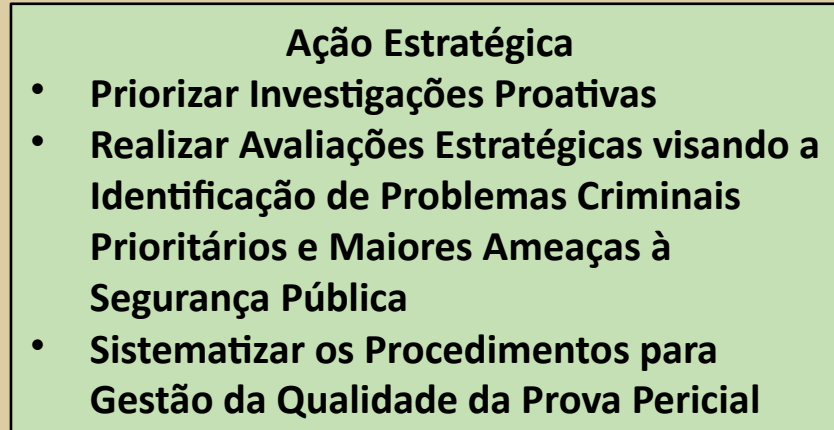 Ação Estratégica
• Priorizar Investigações Proativas
• Realizar Avaliações Estratégicas visando a
Identificação de Problemas Criminais
Prioritários e Maiores Ameaças à
Segurança Pública
• Sistematizar os Procedimentos para
Gestão da Qualidade da Prova Pericial